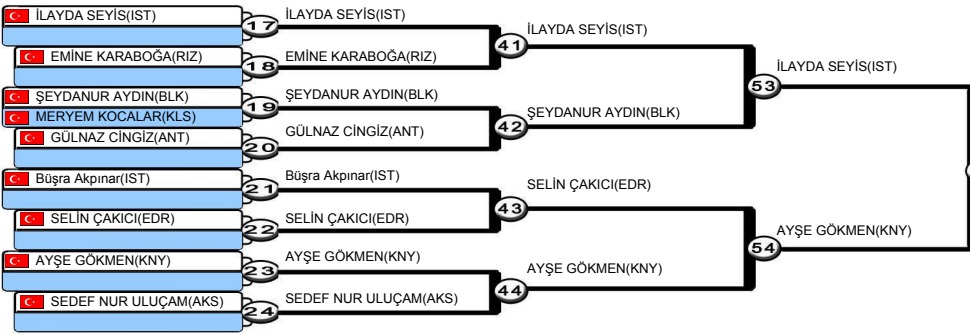 İLAYDA SEYİS(IST)
17
İLAYDA SEYİS(IST)
EMİNE KARABOĞA(RIZ)
18
EMİNE KARABOĞA(RIZ)
41
İLAYDA SEYİS(IST)
ŞEYDANUR AYDIN(BLK)
MERYEM KOCALAR(KLS)
19
ŞEYDANUR AYDIN(BLK)
GÜLNAZ CİNGİZ(ANT)
20
GÜLNAZ CİNGİZ(ANT)
42
ŞEYDANUR AYDIN(BLK)
53
İLAYDA SEYİS(IST)
Büşra Akpınar(IST)
21
Büşra Akpınar(IST)
SELİN ÇAKICI(EDR)
22
SELİN ÇAKICI(EDR)
43
SELİN ÇAKICI(EDR)
AYŞE GÖKMEN(KNY)
23
AYŞE GÖKMEN(KNY)
SEDEF NUR ULUÇAM(AKS)
24
SEDEF NUR ULUÇAM(AKS)
44
AYŞE GÖKMEN(KNY)
54
AYŞE GÖKMEN(KNY)